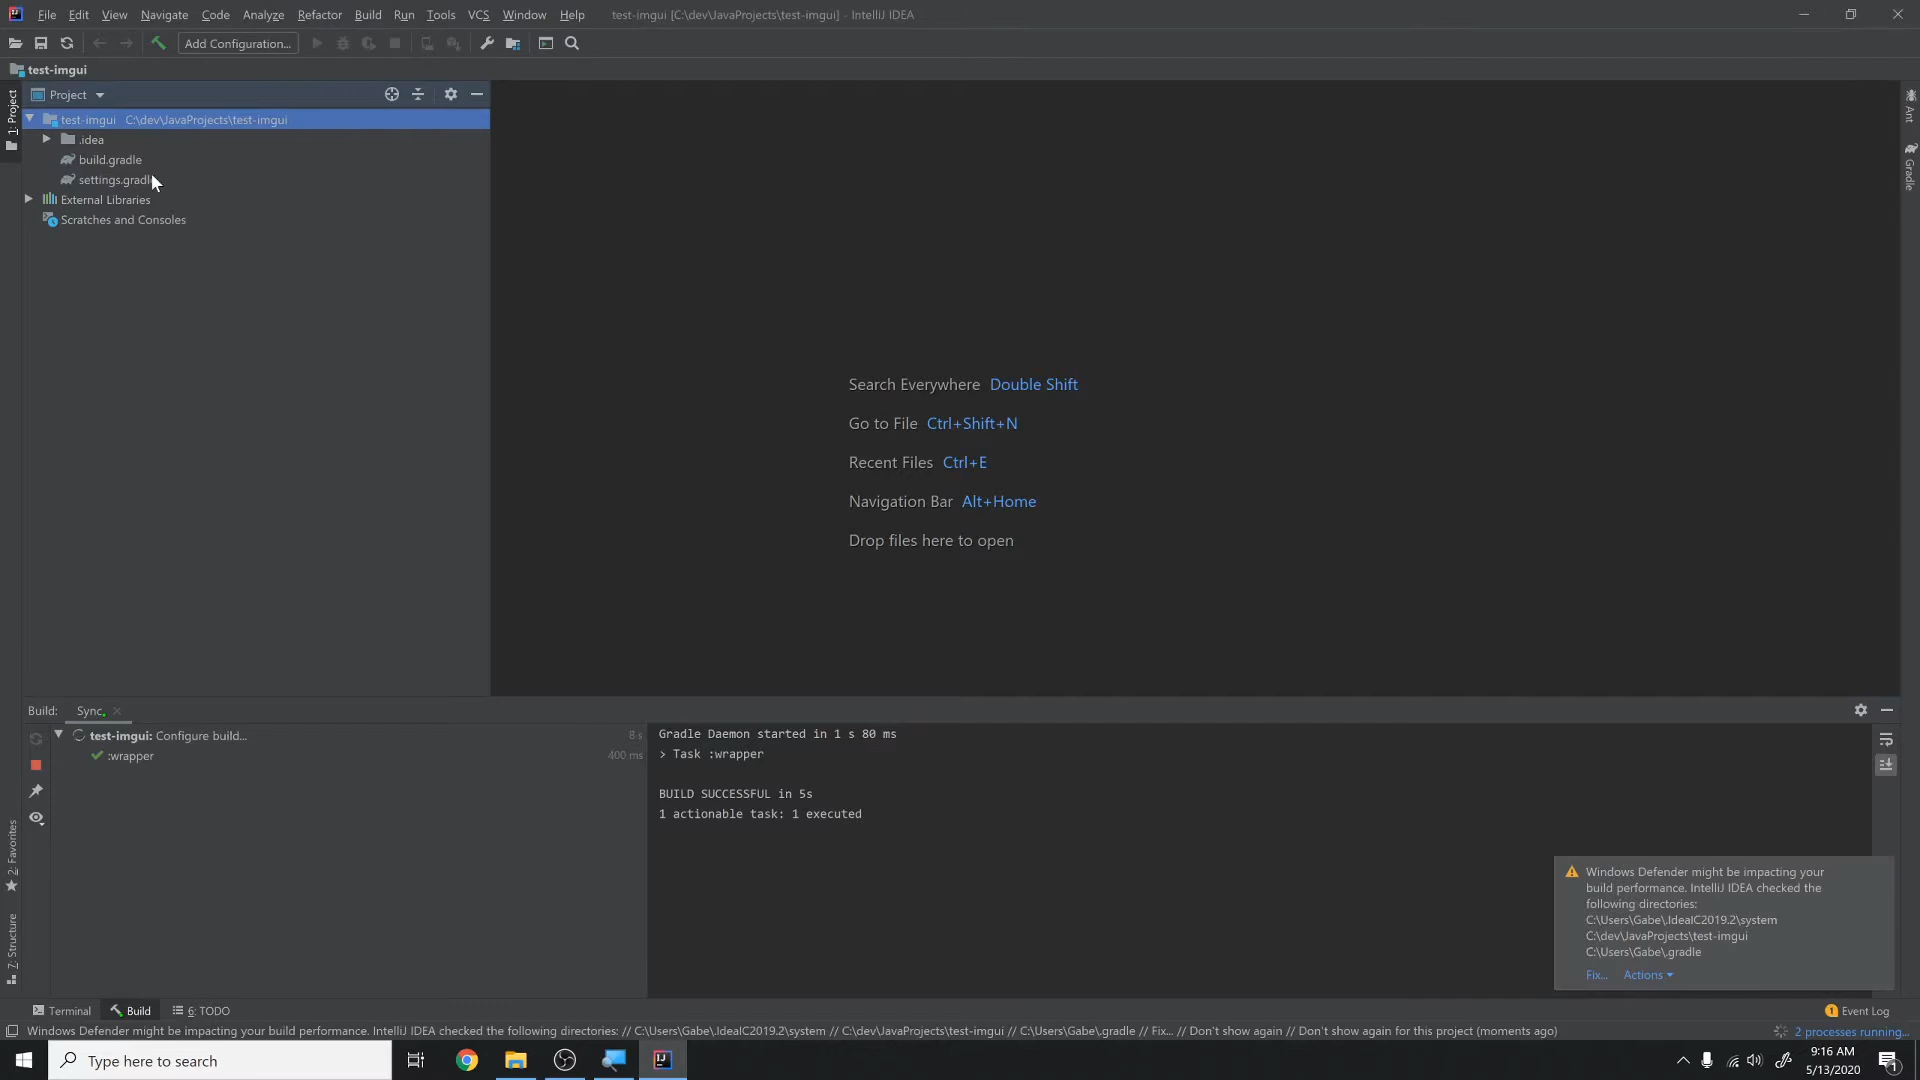 File Edit View Navigate Code Analyze Refactor Build Run Tools VCS Window Help test-imgui [C:\dev\JavaProjects\test-imgui] - IntelliJ IDEA
Add Configuration...
test-imgui
Project
1: Project
test-imgui C:\dev\JavaProjects\test-imgui
.idea
build.gradle
settings.gradle
External Libraries
Scratches and Consoles
Ant
Gradle
Search Everywhere Double Shift
Go to File Ctrl+Shift+N
Recent Files Ctrl+E
Navigation Bar Alt+Home
Drop files here to open
Build: Sync
test-imgui: Configure build... 8 s
:wrapper 400 ms
Gradle Daemon started in 1 s 80 ms
> Task :wrapper
BUILD SUCCESSFUL in 5s
1 actionable task: 1 executed
2: Favorites
7: Structure
Windows Defender might be impacting your
build performance. IntelliJ IDEA checked the
following directories:
C:\Users\Gabe\.IdeaIC2019.2\system
C:\dev\JavaProjects\test-imgui
C:\Users\Gabe\.gradle
Fix... Actions
Terminal Build 6: TODO 1 Event Log
Windows Defender might be impacting your build performance. IntelliJ IDEA checked the following directories: // C:\Users\Gabe\.IdeaIC2019.2\system // C:\dev\JavaProjects\test-imgui // C:\Users\Gabe\.gradle // Fix... // Don't show again // Don't show again for this project (moments ago) 2 processes running...
Type here to search
9:16 AM
5/13/2020
1